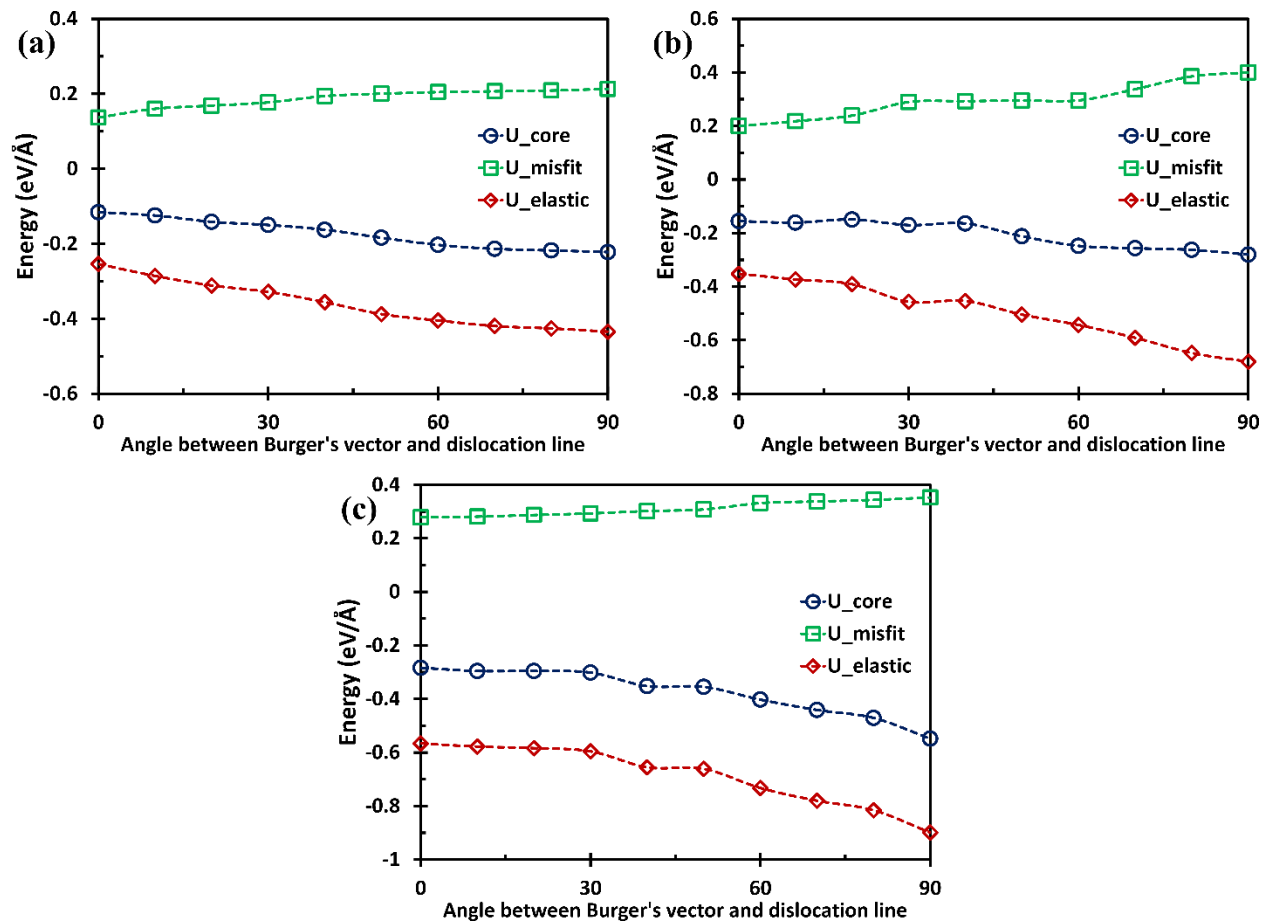 (a)
0.4
0.2
0
-0.2
-0.4
-0.6
Energy (eV/Å)
U_core
U_misfit
U_elastic
0 30 60 90
Angle between Burger's vector and dislocation line
(b)
0.6
0.4
0.2
0
-0.2
-0.4
-0.6
-0.8
Energy (eV/Å)
U_core
U_misfit
U_elastic
0 30 60 90
Angle between Burger's vector and dislocation line
(c)
0.4
0.2
0
-0.2
-0.4
-0.6
-0.8
-1
Energy (eV/Å)
U_core
U_misfit
U_elastic
0 30 60 90
Angle between Burger's vector and dislocation line